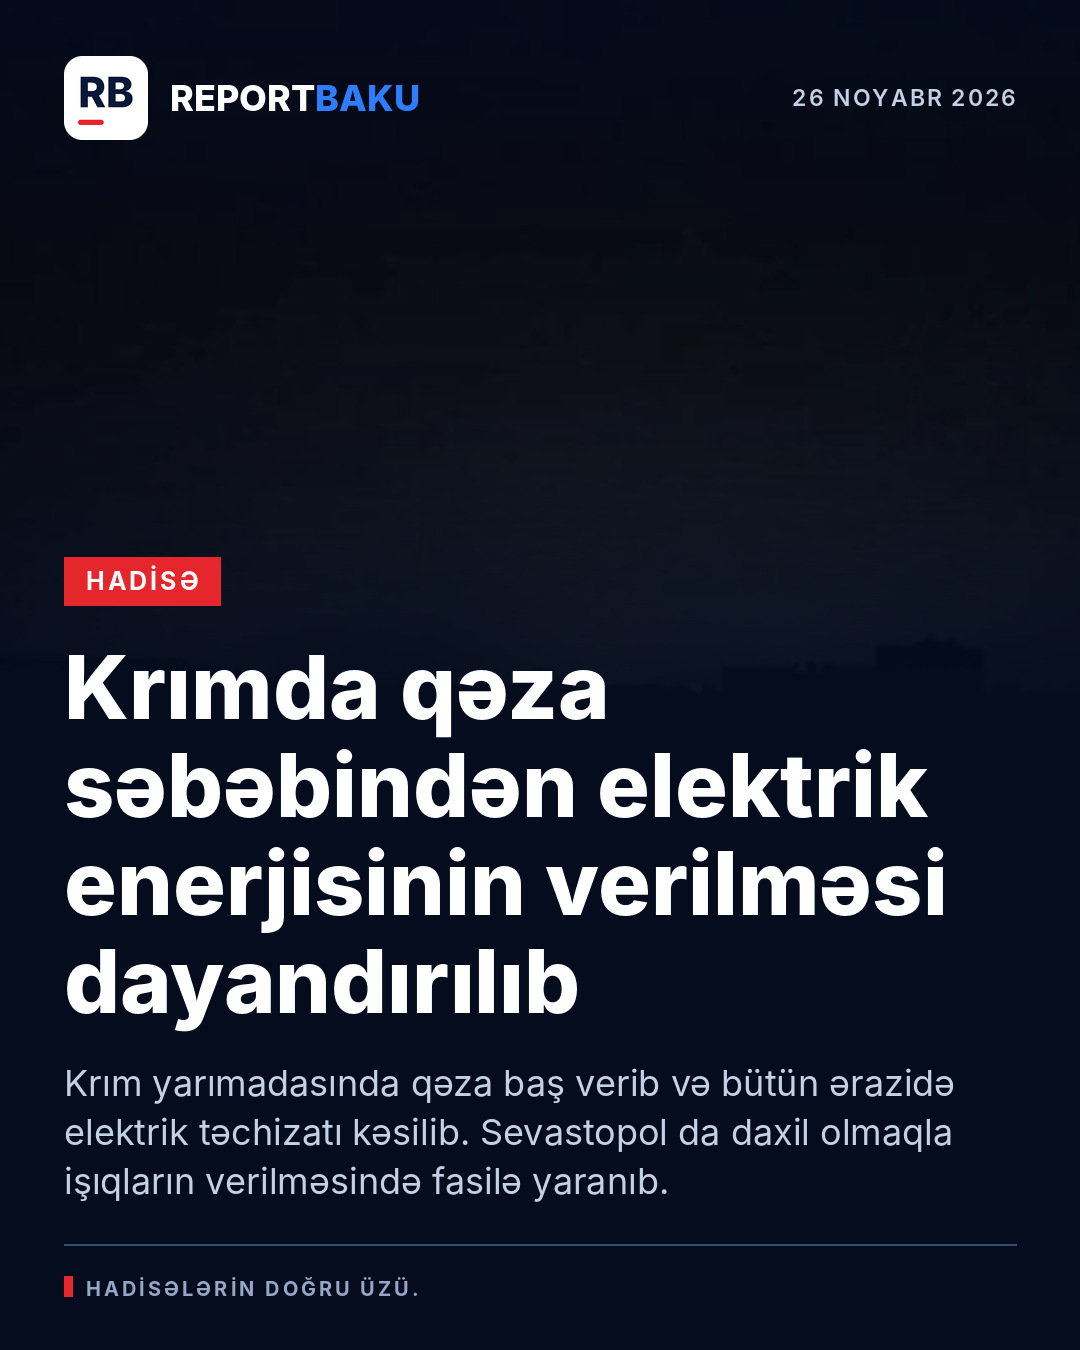 RB
REPORTBAKU
26 NOYABR 2026
HADİSƏ
Krımda qəza
səbəbindən elektrik
enerjisinin verilməsi
dayandırılıb
Krım yarımadasında qəza baş verib və bütün ərazidə
elektrik təchizatı kəsilib. Sevastopol da daxil olmaqla
işıqların verilməsində fasilə yaranıb.
HADİSƏLƏRİN DOĞRU ÜZÜ.